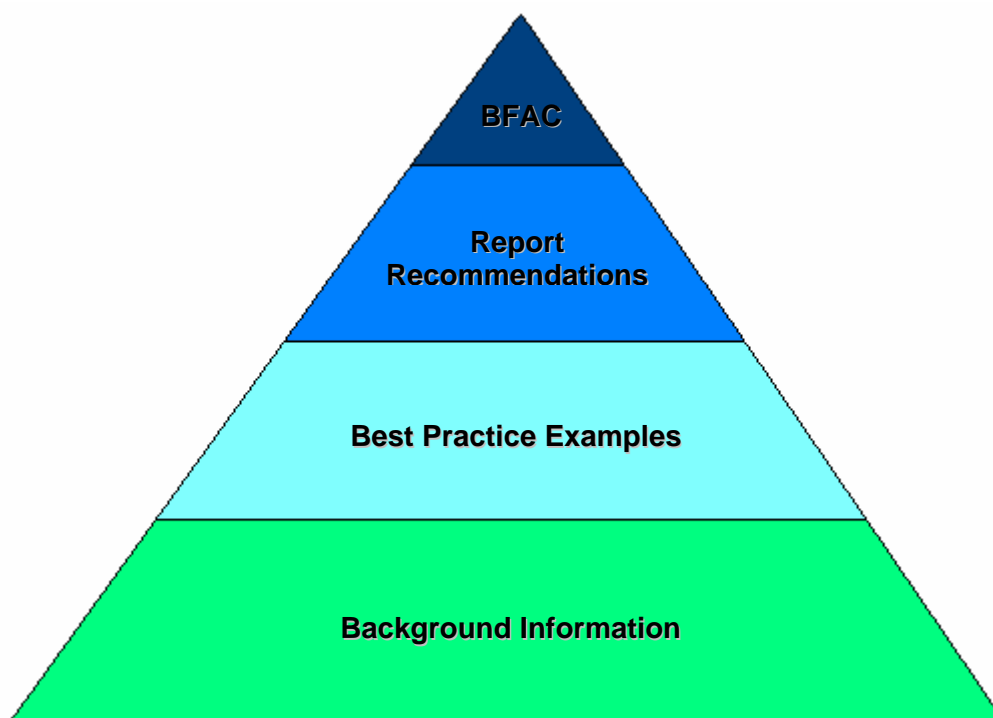 BFAC
Report
Recommendations
Best Practice Examples
Background Information